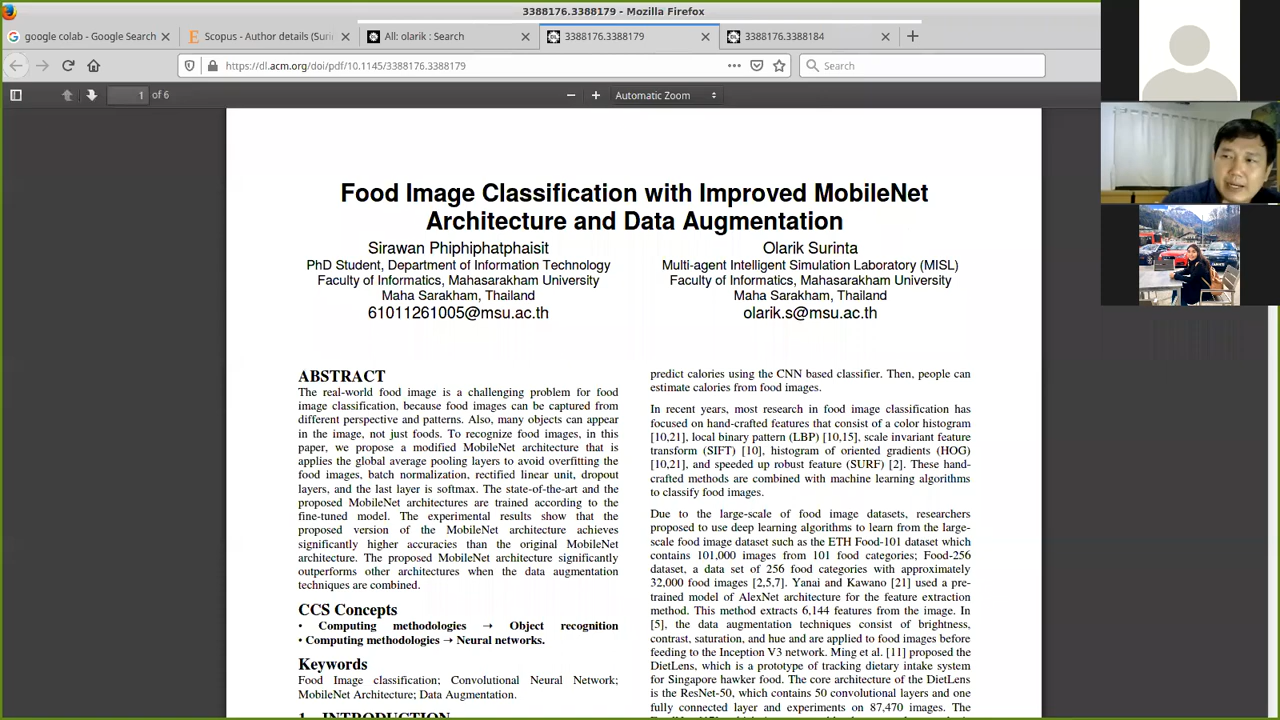 3388176.3388179 - Mozilla Firefox
google colab - Google Search
Scopus - Author details (Suri
All: olarik : Search
3388176.3388179
3388176.3388184
https://dl.acm.org/doi/pdf/10.1145/3388176.3388179
Search
1 of 6
Automatic Zoom
Food Image Classification with Improved MobileNet
Architecture and Data Augmentation
Sirawan Phiphiphatphaisit
PhD Student, Department of Information Technology
Faculty of Informatics, Mahasarakham University
Maha Sarakham, Thailand
61011261005@msu.ac.th
Olarik Surinta
Multi-agent Intelligent Simulation Laboratory (MISL)
Faculty of Informatics, Mahasarakham University
Maha Sarakham, Thailand
olarik.s@msu.ac.th
ABSTRACT
The real-world food image is a challenging problem for food
image classification, because food images can be captured from
different perspective and patterns. Also, many objects can appear
in the image, not just foods. To recognize food images, in this
paper, we propose a modified MobileNet architecture that is
applies the global average pooling layers to avoid overfitting the
food images, batch normalization, rectified linear unit, dropout
layers, and the last layer is softmax. The state-of-the-art and the
proposed MobileNet architectures are trained according to the
fine-tuned model. The experimental results show that the
proposed version of the MobileNet architecture achieves
significantly higher accuracies than the original MobileNet
architecture. The proposed MobileNet architecture significantly
outperforms other architectures when the data augmentation
techniques are combined.
CCS Concepts
• Computing methodologies → Object recognition
• Computing methodologies → Neural networks.
Keywords
Food Image classification; Convolutional Neural Network;
MobileNet Architecture; Data Augmentation.
1. INTRODUCTION
predict calories using the CNN based classifier. Then, people can
estimate calories from food images.
In recent years, most research in food image classification has
focused on hand-crafted features that consist of a color histogram
[10,21], local binary pattern (LBP) [10,15], scale invariant feature
transform (SIFT) [10], histogram of oriented gradients (HOG)
[10,21], and speeded up robust feature (SURF) [2]. These hand-
crafted methods are combined with machine learning algorithms
to classify food images.
Due to the large-scale of food image datasets, researchers
proposed to use deep learning algorithms to learn from the large-
scale food image dataset such as the ETH Food-101 dataset which
contains 101,000 images from 101 food categories; Food-256
dataset, a data set of 256 food categories with approximately
32,000 food images [2,5,7]. Yanai and Kawano [21] used a pre-
trained model of AlexNet architecture for the feature extraction
method. This method extracts 6,144 features from the image. In
[5], the data augmentation techniques consist of brightness,
contrast, saturation, and hue and are applied to food images before
feeding to the Inception V3 network. Ming et al. [11] proposed the
DietLens, which is a prototype of tracking dietary intake system
for Singapore hawker food. The core architecture of the DietLens
is the ResNet-50, which contains 50 convolutional layers and one
fully connected layer and experiments on 87,470 images. The